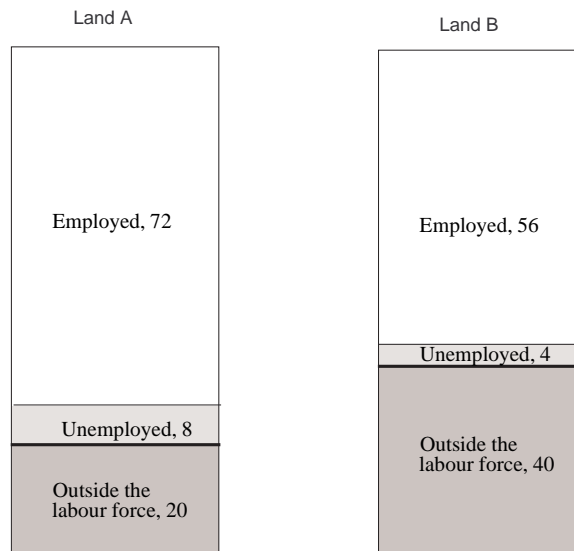 Land A
Employed, 72
Unemployed, 8
Outside the
labour force, 20
Land B
Employed, 56
Unemployed, 4
Outside the
labour force, 40